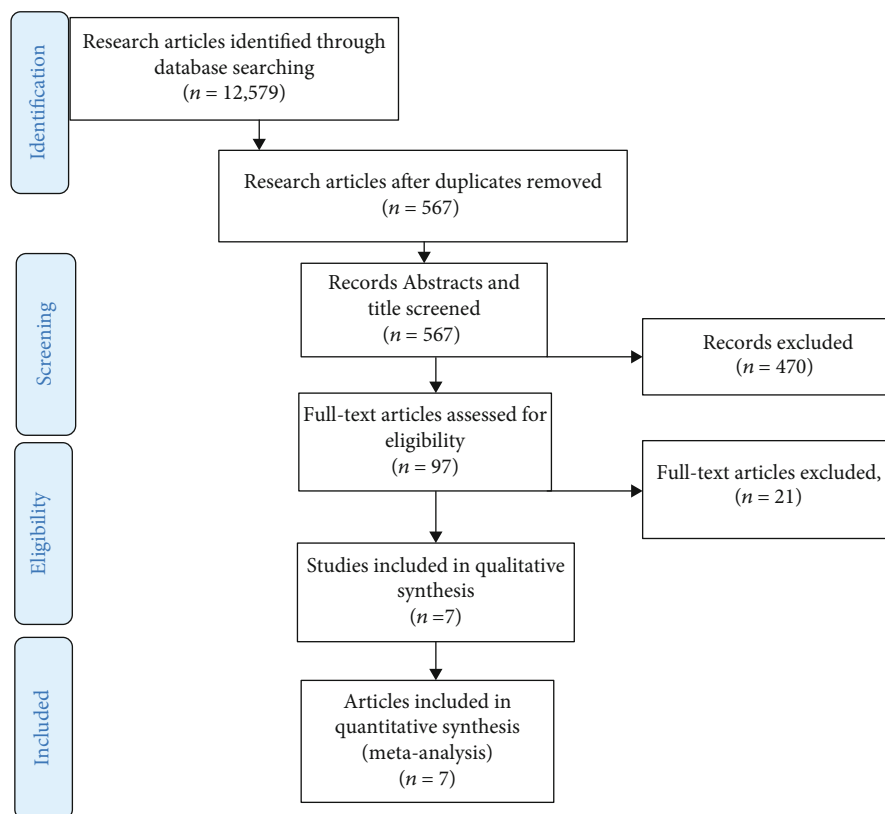 Identification
Research articles identified through
database searching
(n = 12,579)
Research articles after duplicates removed
(n = 567)
Screening
Records Abstracts and
title screened
(n = 567)
Records excluded
(n = 470)
Full-text articles assessed for
eligibility
(n = 97)
Eligibility
Full-text articles excluded,
(n = 21)
Studies included in qualitative
synthesis
(n =7)
Included
Articles included in
quantitative synthesis
(meta-analysis)
(n = 7)